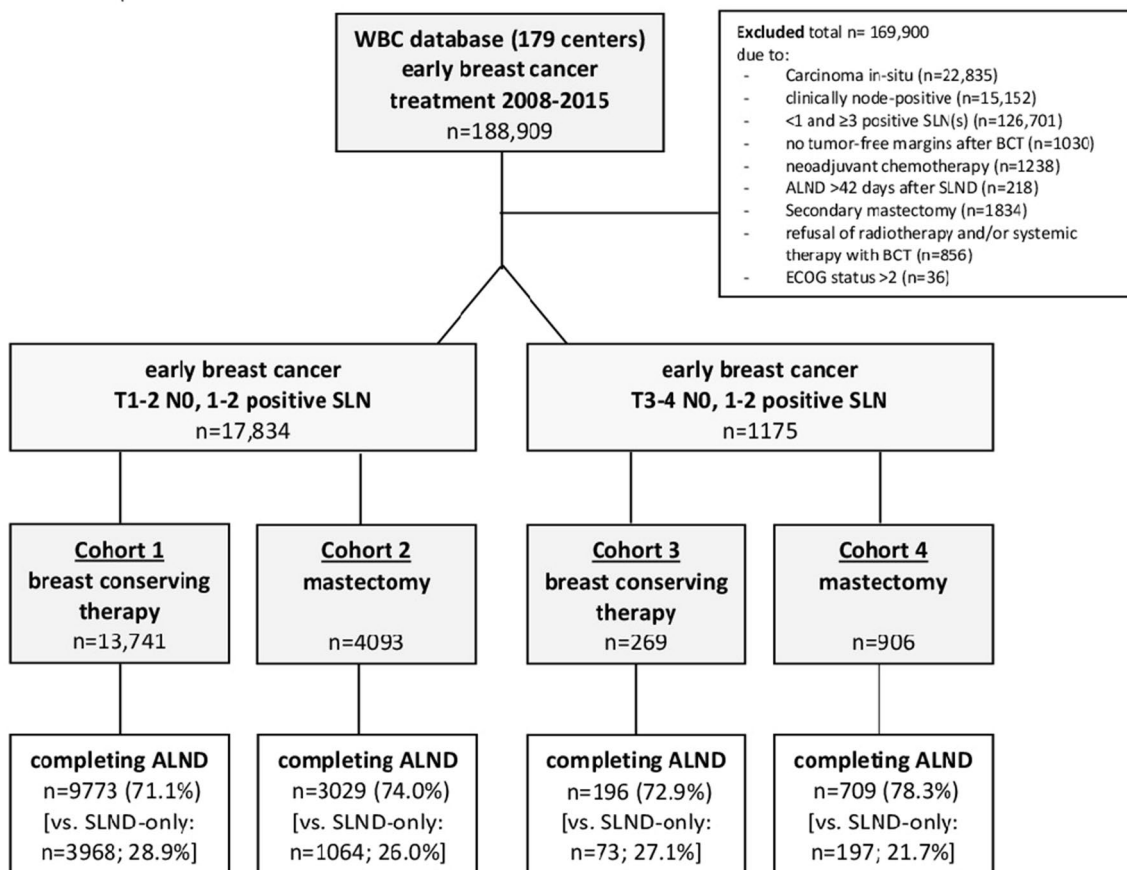 WBC database (179 centers)
early breast cancer
treatment 2008-2015
n=188,909
Excluded total n= 169,900
due to:
- Carcinoma in-situ (n=22,835)
- clinically node-positive (n=15,152)
- <1 and ≥3 positive SLN(s) (n=126,701)
- no tumor-free margins after BCT (n=1030)
- neoadjuvant chemotherapy (n=1238)
- ALND >42 days after SLND (n=218)
- Secondary mastectomy (n=1834)
- refusal of radiotherapy and/or systemic
therapy with BCT (n=856)
- ECOG status >2 (n=36)
early breast cancer
T1-2 N0, 1-2 positive SLN
n=17,834
early breast cancer
T3-4 N0, 1-2 positive SLN
n=1175
Cohort 1
breast conserving
therapy
n=13,741
Cohort 2
mastectomy
n=4093
Cohort 3
breast conserving
therapy
n=269
Cohort 4
mastectomy
n=906
completing ALND
n=9773 (71.1%)
[vs. SLND-only:
n=3968; 28.9%]
completing ALND
n=3029 (74.0%)
[vs. SLND-only:
n=1064; 26.0%]
completing ALND
n=196 (72.9%)
[vs. SLND-only:
n=73; 27.1%]
completing ALND
n=709 (78.3%)
[vs. SLND-only:
n=197; 21.7%]